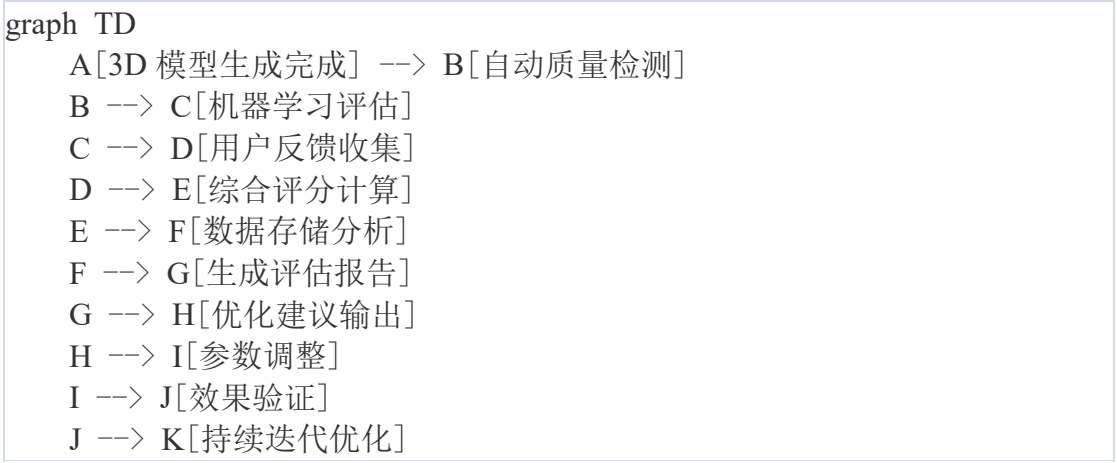 graph TD
A[3D 模型生成完成] --> B[自动质量检测]
B --> C[机器学习评估]
C --> D[用户反馈收集]
D --> E[综合评分计算]
E --> F[数据存储分析]
F --> G[生成评估报告]
G --> H[优化建议输出]
H --> I[参数调整]
I --> J[效果验证]
J --> K[持续迭代优化]